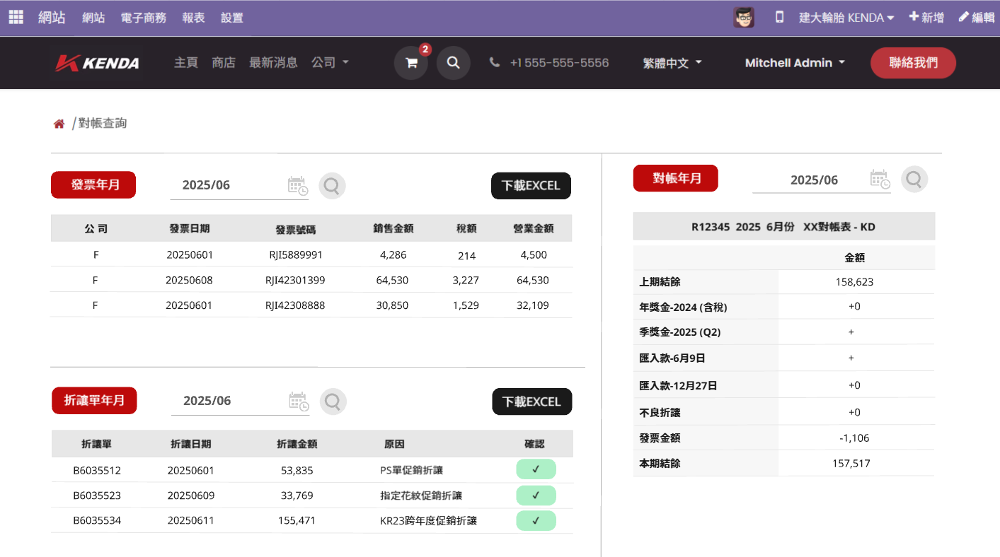 網站 網站 電子商務 報表 設置 建大輪胎 KENDA 新增 編輯
KENDA 主頁 商店 最新消息 公司 2 +1 555-555-5556 繁體中文 Mitchell Admin 聯絡我們
/對帳查詢
發票年月 2025/06 下載EXCEL
公司 發票日期 發票號碼 銷售金額 稅額 營業金額
F 20250601 RJI5889991 4,286 214 4,500
F 20250608 RJI42301399 64,530 3,227 64,530
F 20250601 RJI42308888 30,850 1,529 32,109
折讓單年月 2025/06 下載EXCEL
折讓單 折讓日期 折讓金額 原因 確認
B6035512 20250601 53,835 PS單促銷折讓 ✓
B6035523 20250609 33,769 指定花紋促銷折讓 ✓
B6035534 20250611 155,471 KR23跨年度促銷折讓 ✓
對帳年月 2025/06
R12345 2025 6月份 XX對帳表 - KD
金額
上期結餘 158,623
年獎金-2024 (含稅) +0
季獎金-2025 (Q2) +
匯入款-6月9日 +
匯入款-12月27日 +0
不良折讓 +0
發票金額 -1,106
本期結餘 157,517